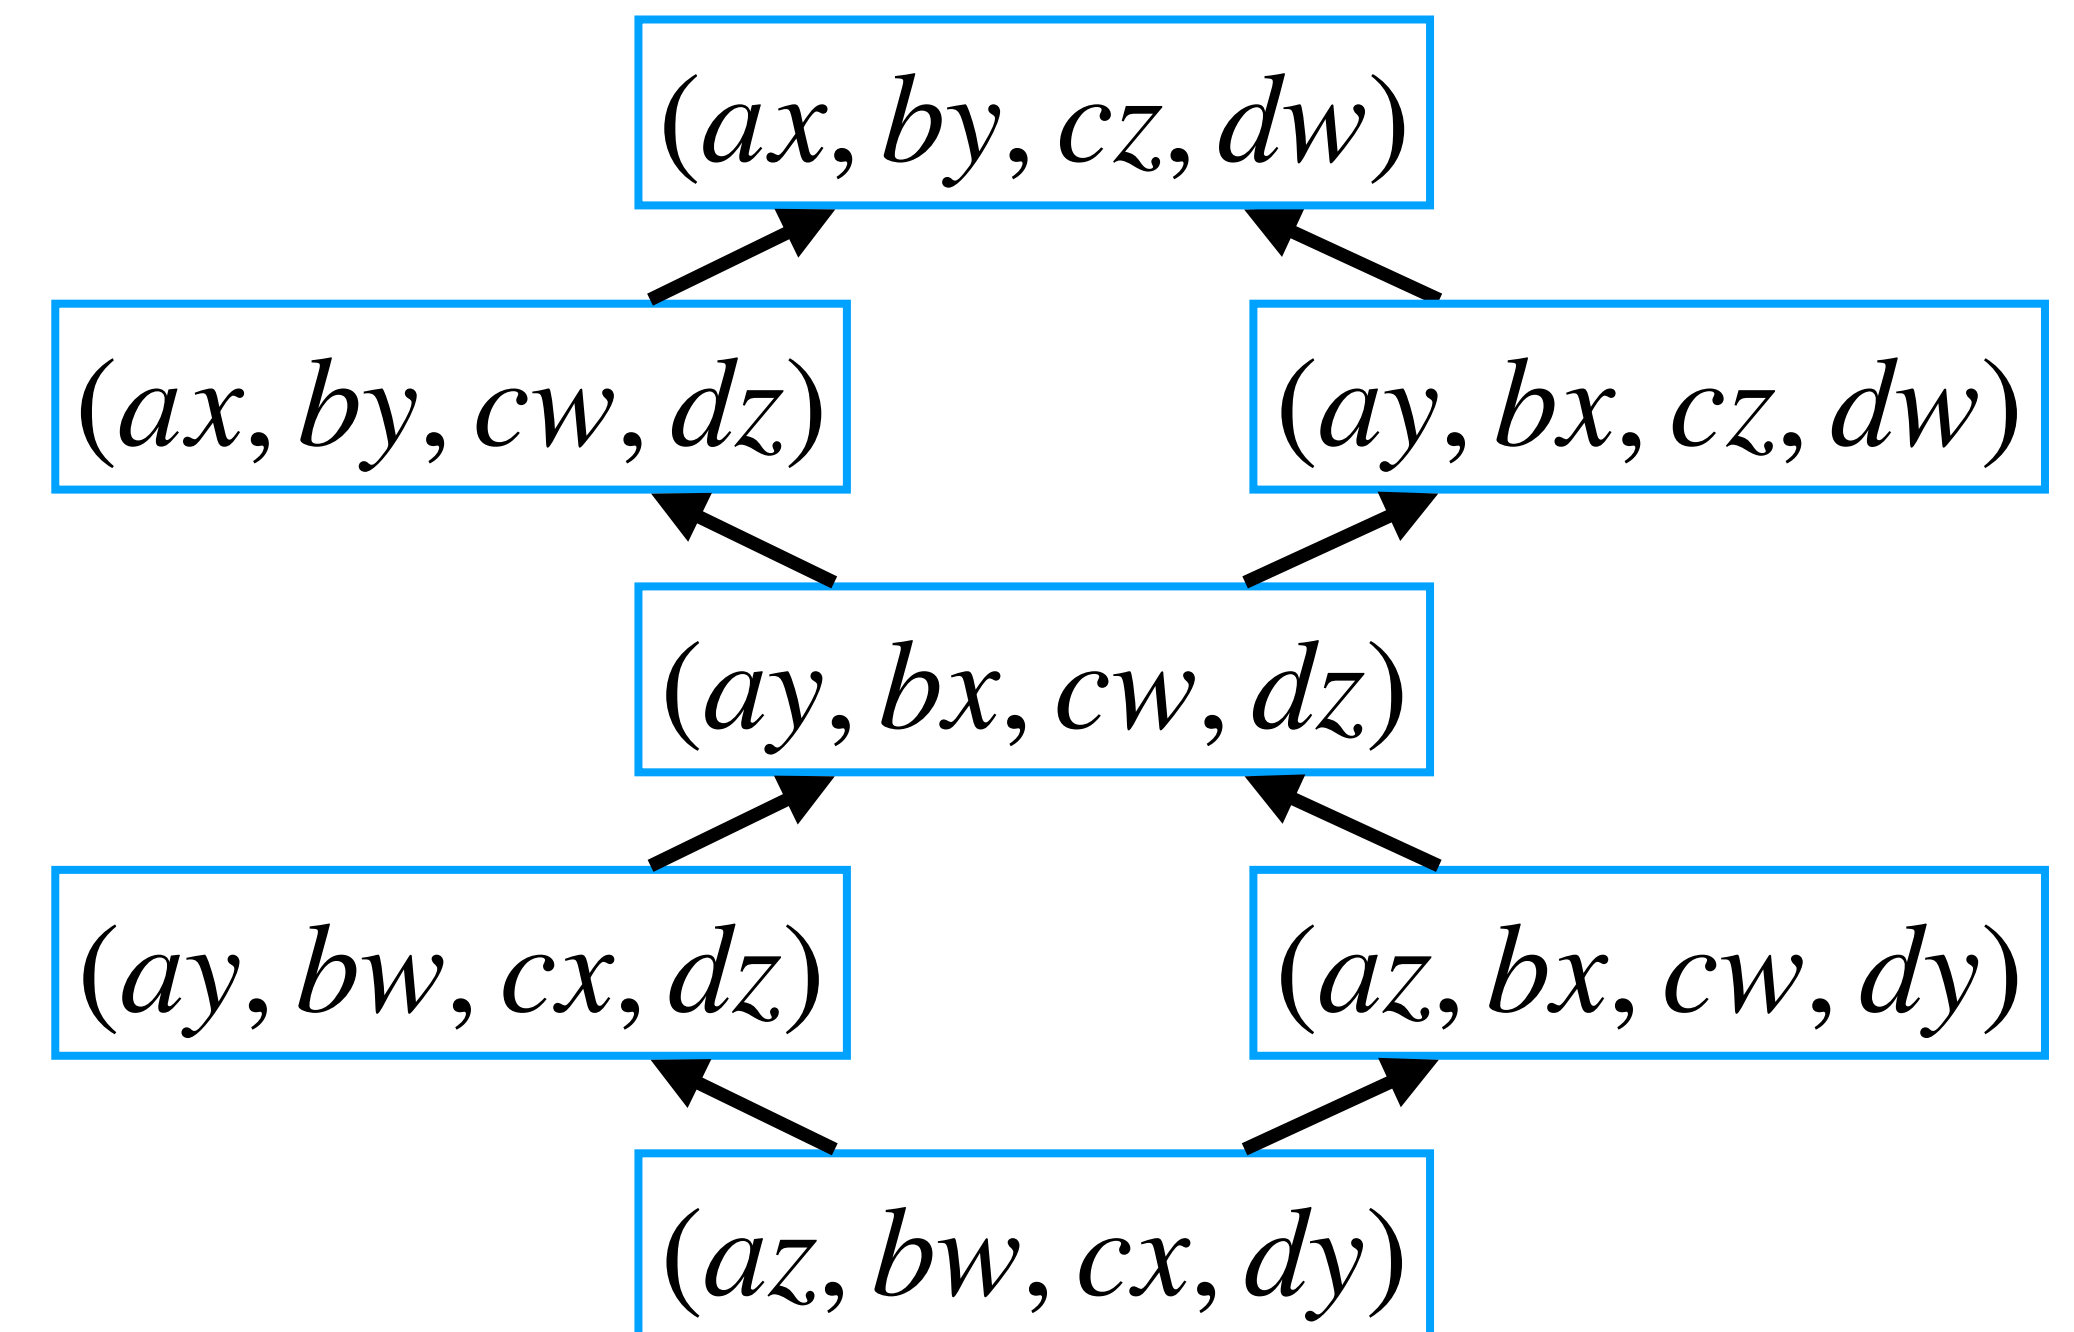 (ax, by, cz, dw)
(ax, by, cw, dz)
(ay, bx, cz, dw)
(ay, bx, cw, dz)
(ay, bw, cx, dz)
(az, bx, cw, dy)
(az, bw, cx, dy)